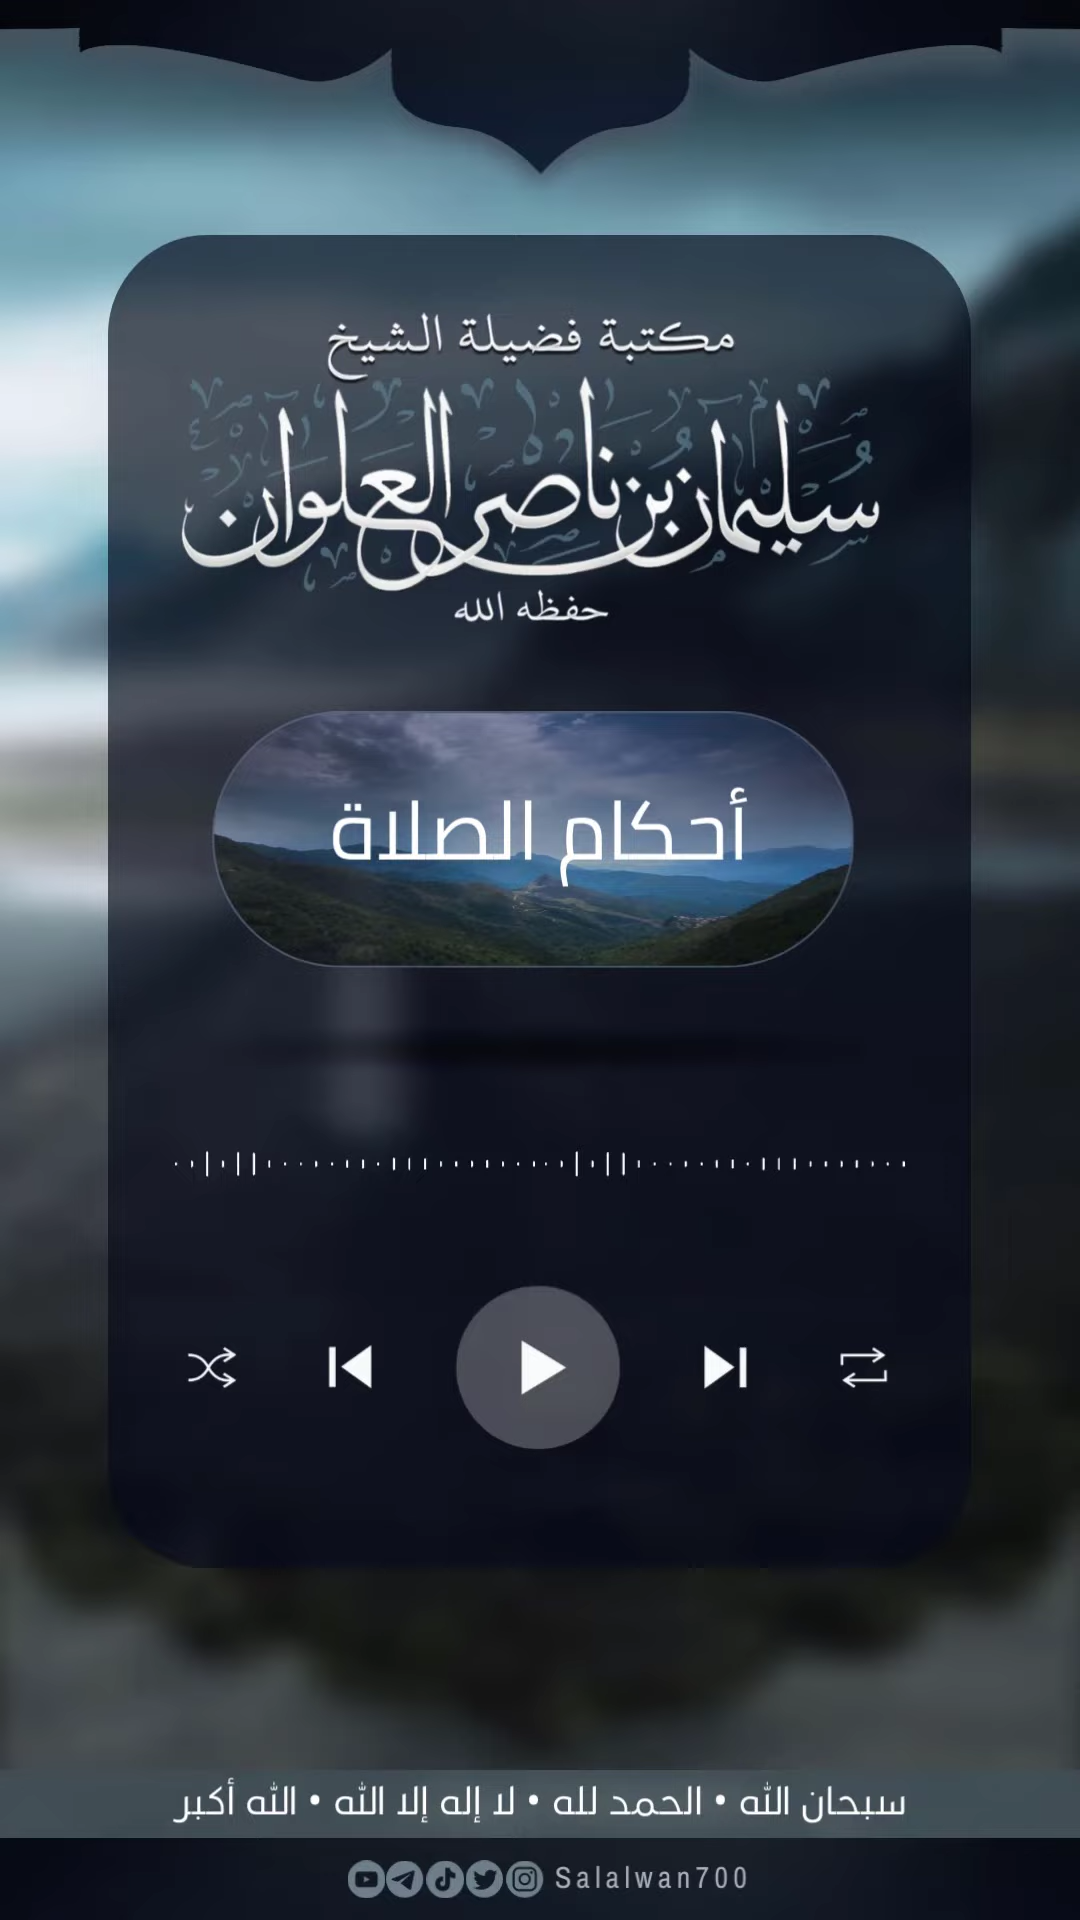 مكتبة فضيلة الشيخ
سليمان بن ناصر العلوان
حفظه الله
أحكام الصلاة
سبحان الله • الحمد لله • لا إله إلا الله • الله أكبر
Salalwan700